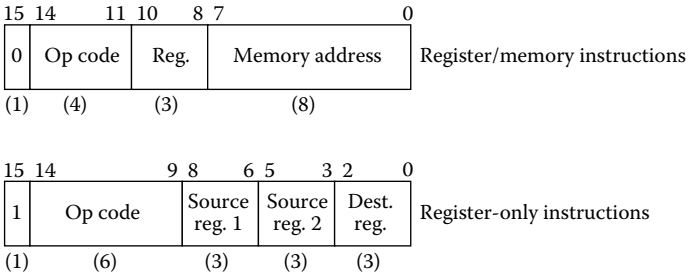 15 14 11 10 8 7 0
0 Op code Reg. Memory address Register/memory instructions
(1) (4) (3) (8)
15 14 9 8 6 5 3 2 0
1 Op code Source reg. 1 Source reg. 2 Dest. reg. Register-only instructions
(1) (6) (3) (3) (3)